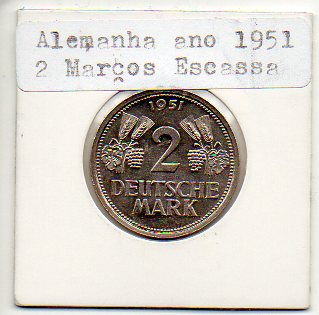 Alemanha ano 1951
2 Marços Escassa
1951
2
DEUTSCHE
MARK